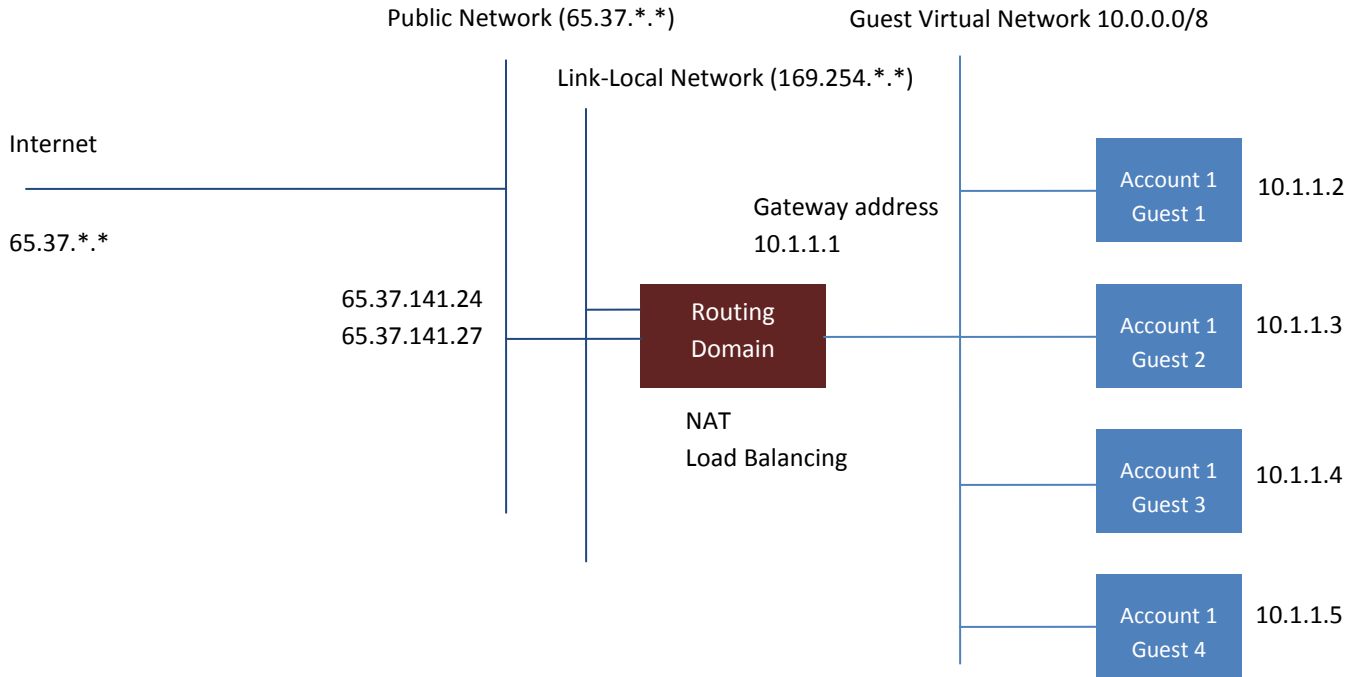 Public Network (65.37.*.*)
Guest Virtual Network 10.0.0.0/8
Link-Local Network (169.254.*.*)
Internet
65.37.*.*
65.37.141.24
65.37.141.27
Gateway address
10.1.1.1
Routing
Domain
NAT
Load Balancing
Account 1
Guest 1
10.1.1.2
Account 1
Guest 2
10.1.1.3
Account 1
Guest 3
10.1.1.4
Account 1
Guest 4
10.1.1.5